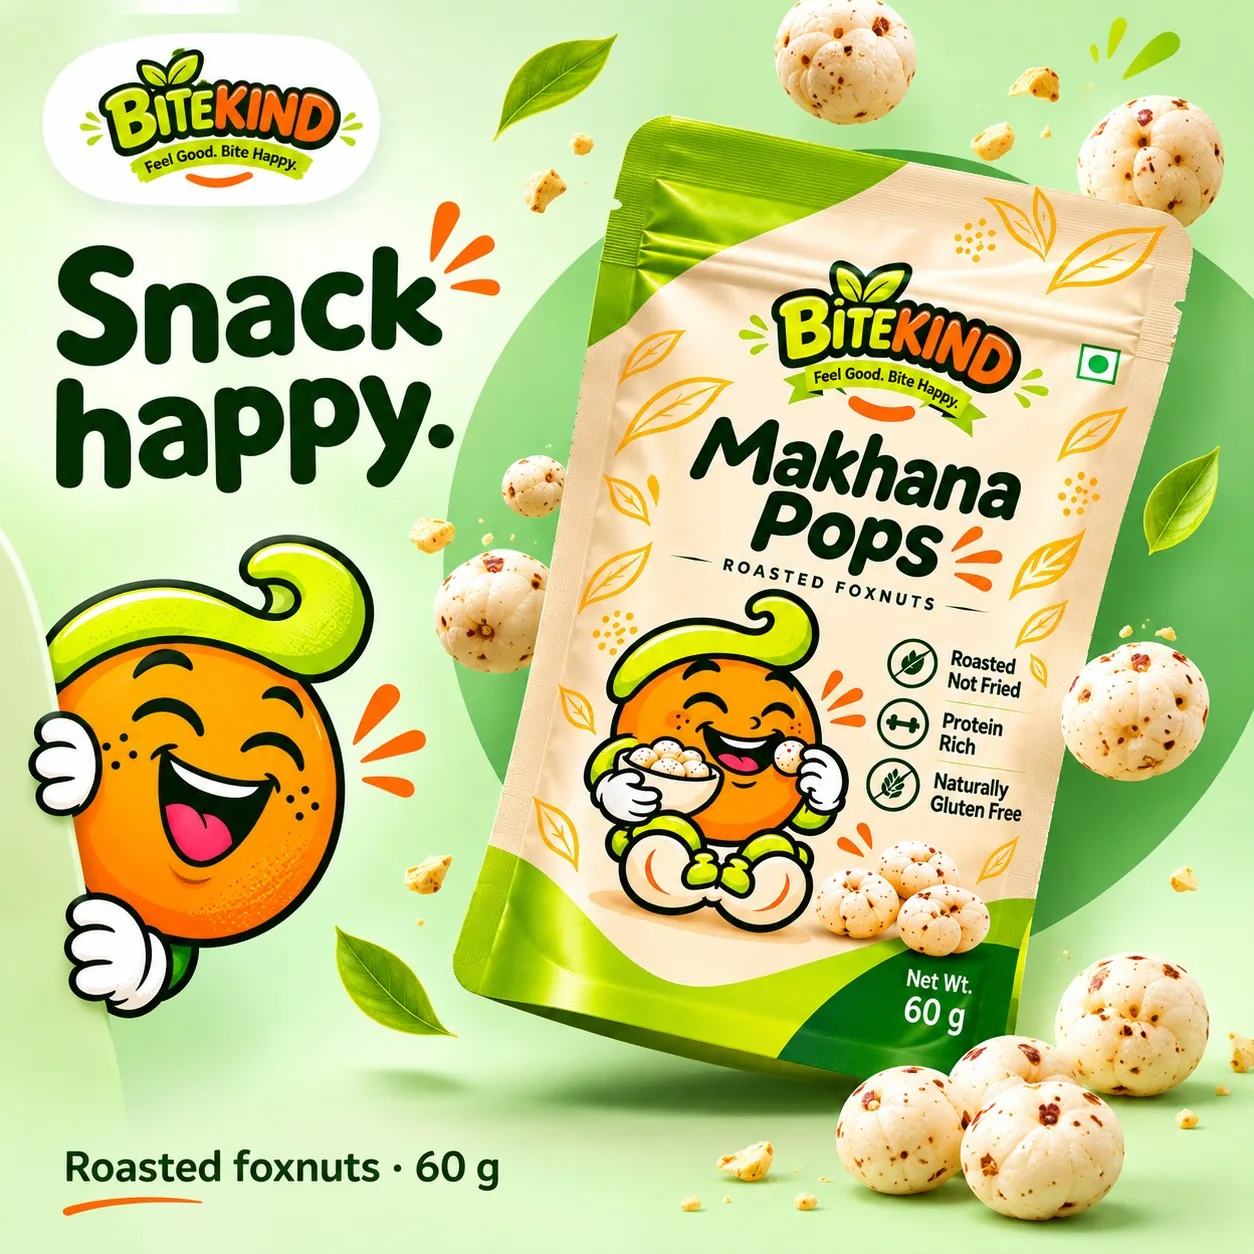 BiteKind
Feel Good. Bite Happy.
Snack
happy.
BiteKind
Feel Good. Bite Happy.
Makhana
Pops
ROASTED FOXNUTS
Roasted
Not Fried
Protein
Rich
Naturally
Gluten Free
Net Wt.
60 g
Roasted foxnuts · 60 g